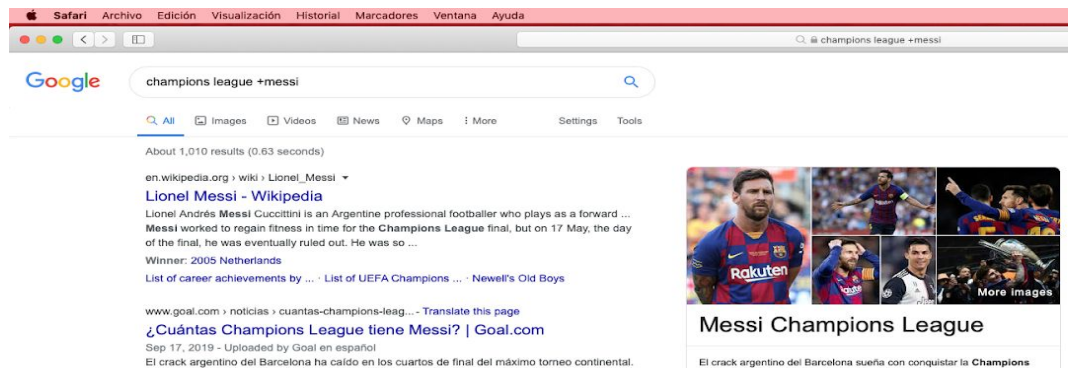 Safari Archivo Edición Visualización Historial Marcadores Ventana Ayuda
champions league +messi
Google
champions league +messi
All Images Videos News Maps More Settings Tools
About 1,010 results (0.63 seconds)
en.wikipedia.org › wiki › Lionel_Messi
Lionel Messi - Wikipedia
Lionel Andrés Messi Cuccittini is an Argentine professional footballer who plays as a forward ...
Messi worked to regain fitness in time for the Champions League final, but on 17 May, the day
of the final, he was eventually ruled out. He was so ...
Winner: 2005 Netherlands
List of career achievements by ... · List of UEFA Champions ... · Newell's Old Boys
www.goal.com › noticias › cuantas-champions-leag... - Translate this page
¿Cuántas Champions League tiene Messi? | Goal.com
Sep 17, 2019 - Uploaded by Goal en español
El crack argentino del Barcelona ha caído en los cuartos de final del máximo torneo continental.
Rakuten
More images
Messi Champions League
El crack argentino del Barcelona sueña con conquistar la Champions